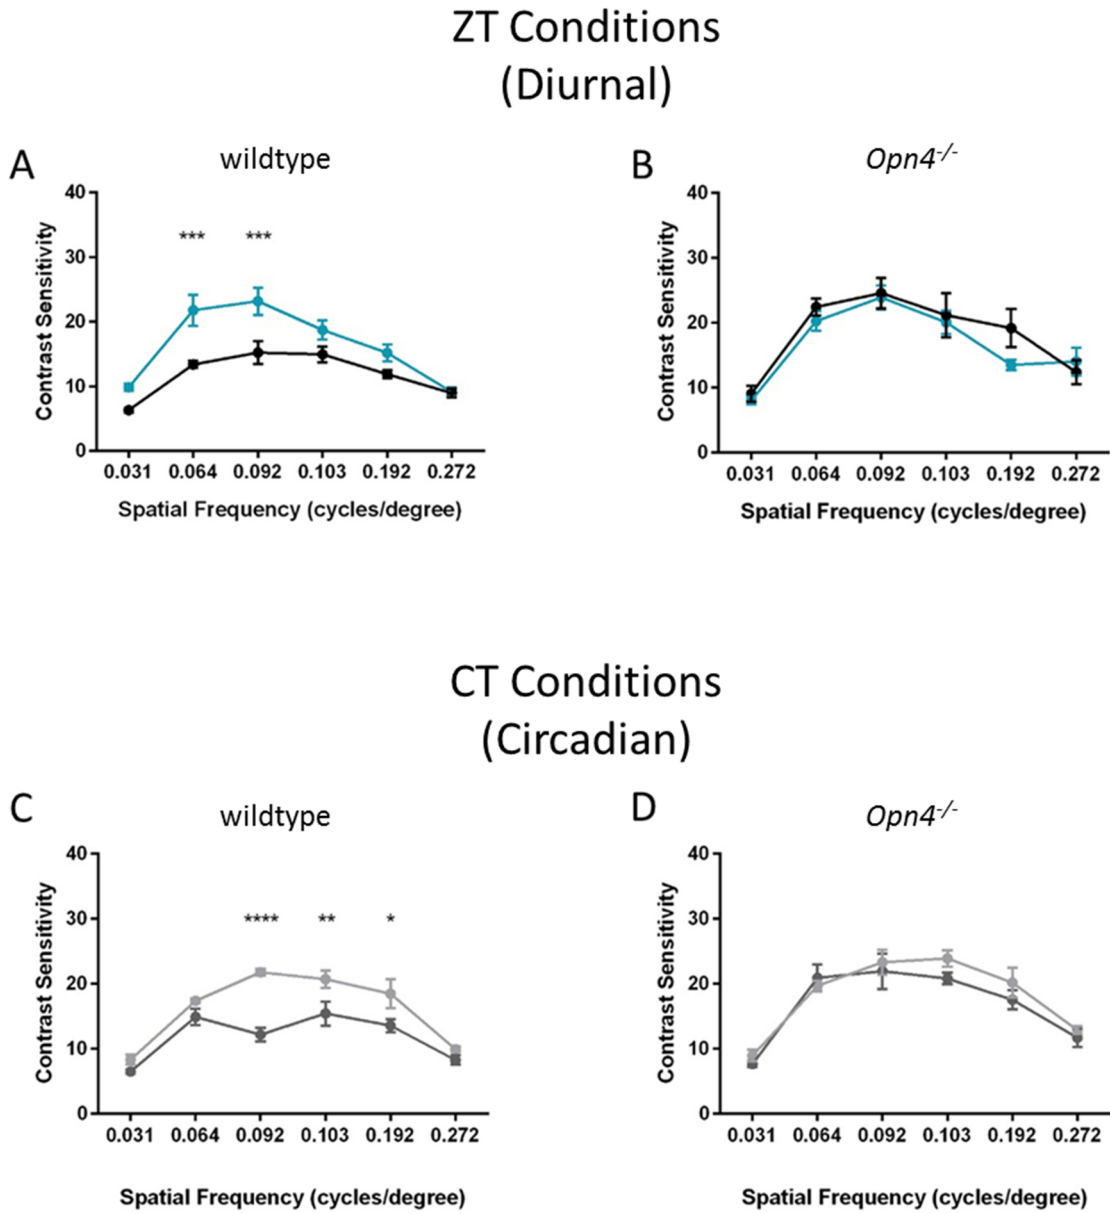 ZT Conditions
(Diurnal)
A
wildtype
40
30
20
10
0
Contrast Sensitivity
*** ***
0.031 0.064 0.092 0.103 0.192 0.272
Spatial Frequency (cycles/degree)
B
Opn4-/-
40
30
20
10
0
Contrast Sensitivity
0.031 0.064 0.092 0.103 0.192 0.272
Spatial Frequency (cycles/degree)
CT Conditions
(Circadian)
C
wildtype
40
30
20
10
0
Contrast Sensitivity
**** ** *
0.031 0.064 0.092 0.103 0.192 0.272
Spatial Frequency (cycles/degree)
D
Opn4-/-
40
30
20
10
0
Contrast Sensitivity
0.031 0.064 0.092 0.103 0.192 0.272
Spatial Frequency (cycles/degree)